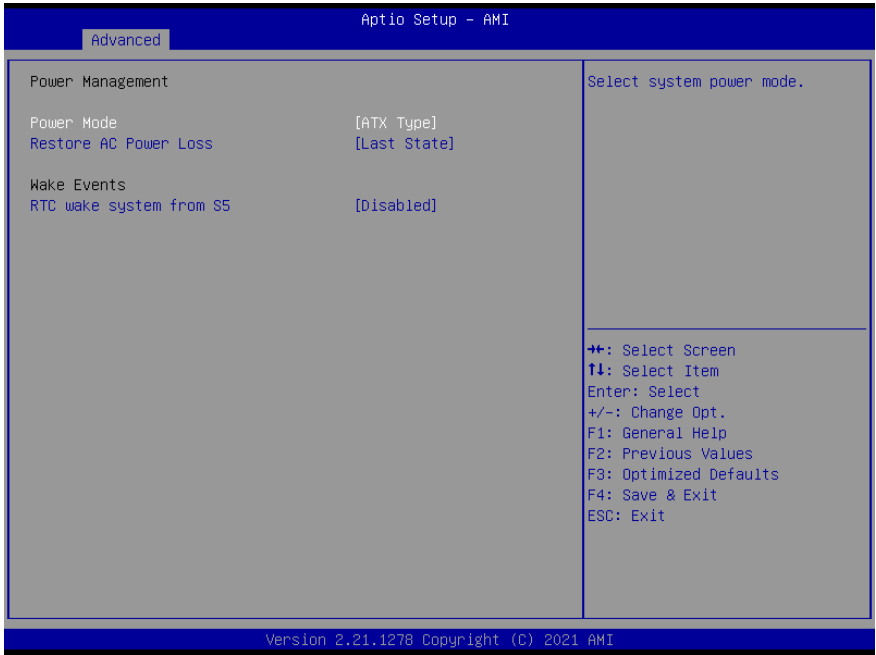 Aptio Setup – AMI
Advanced
Power Management
Power Mode [ATX Type]
Restore AC Power Loss [Last State]
Wake Events
RTC wake system from S5 [Disabled]
Select system power mode.
→←: Select Screen
↑↓: Select Item
Enter: Select
+/-: Change Opt.
F1: General Help
F2: Previous Values
F3: Optimized Defaults
F4: Save & Exit
ESC: Exit
Version 2.21.1278 Copyright (C) 2021 AMI